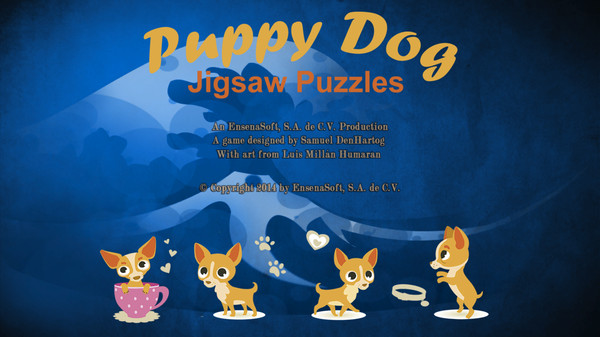 Puppy Dog
Jigsaw Puzzles
An EnsenaSoft, S.A. de C.V. Production
A game designed by Samuel DenHartog
With art from Luis Millan Humaran
© Copyright 2014 by EnsenaSoft, S.A. de C.V.